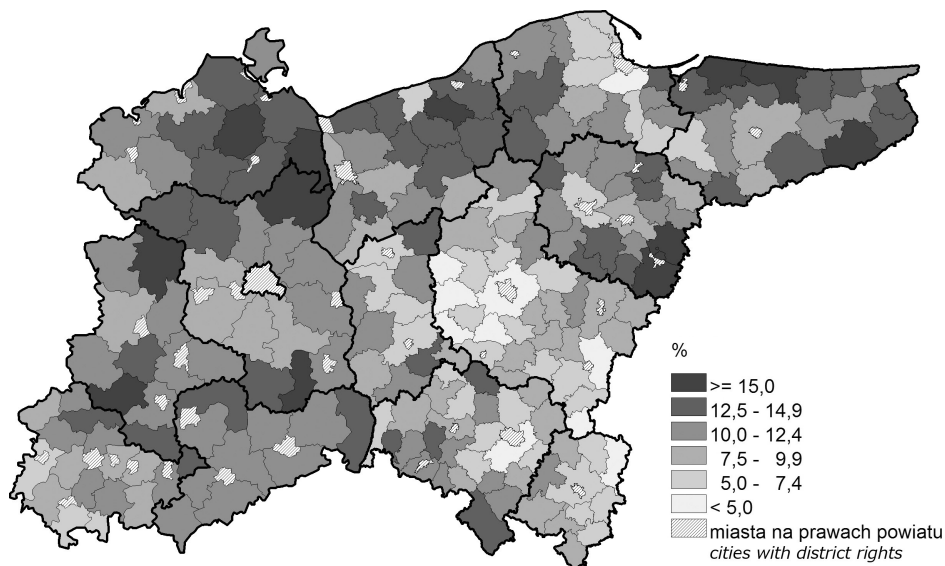 %
>= 15,0
12,5 - 14,9
10,0 - 12,4
7,5 - 9,9
5,0 - 7,4
< 5,0
miasta na prawach powiatu
cities with district rights